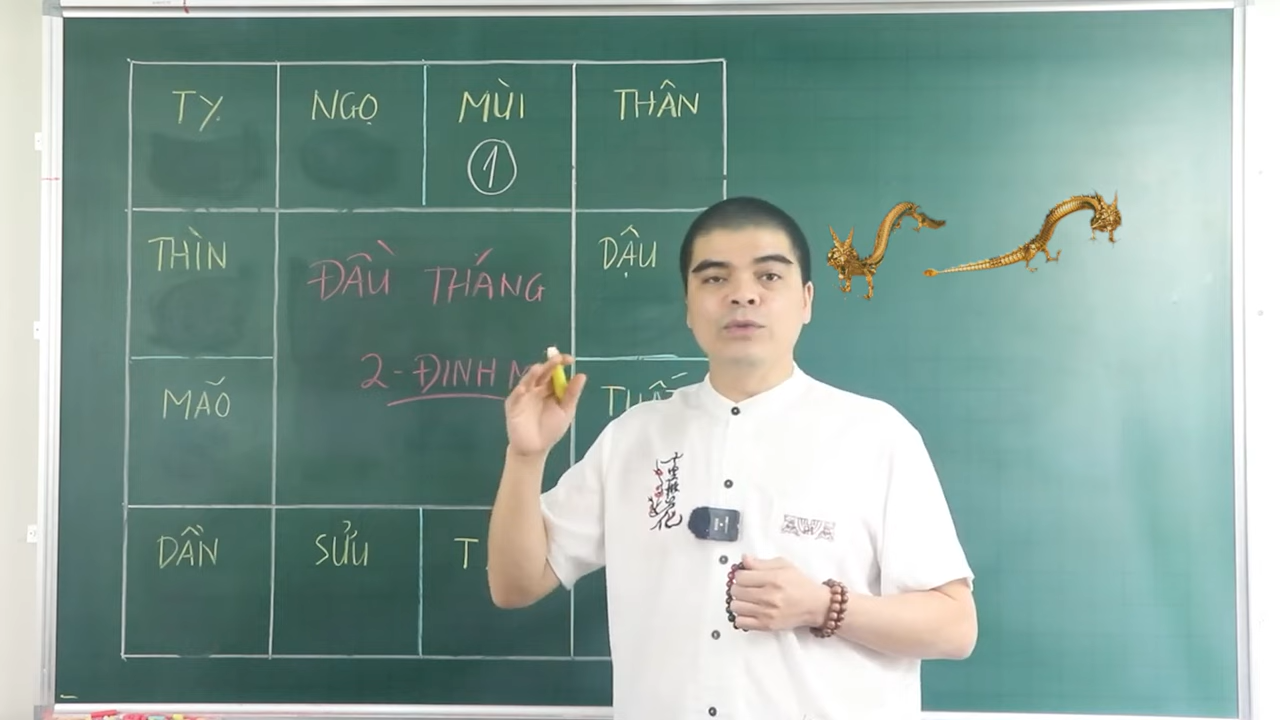 TỴ NGỌ MÙI THÂN
1
THÌN DẬU
ĐẦU THÁNG
2 - ĐINH
MÃO
DẦN SỬU